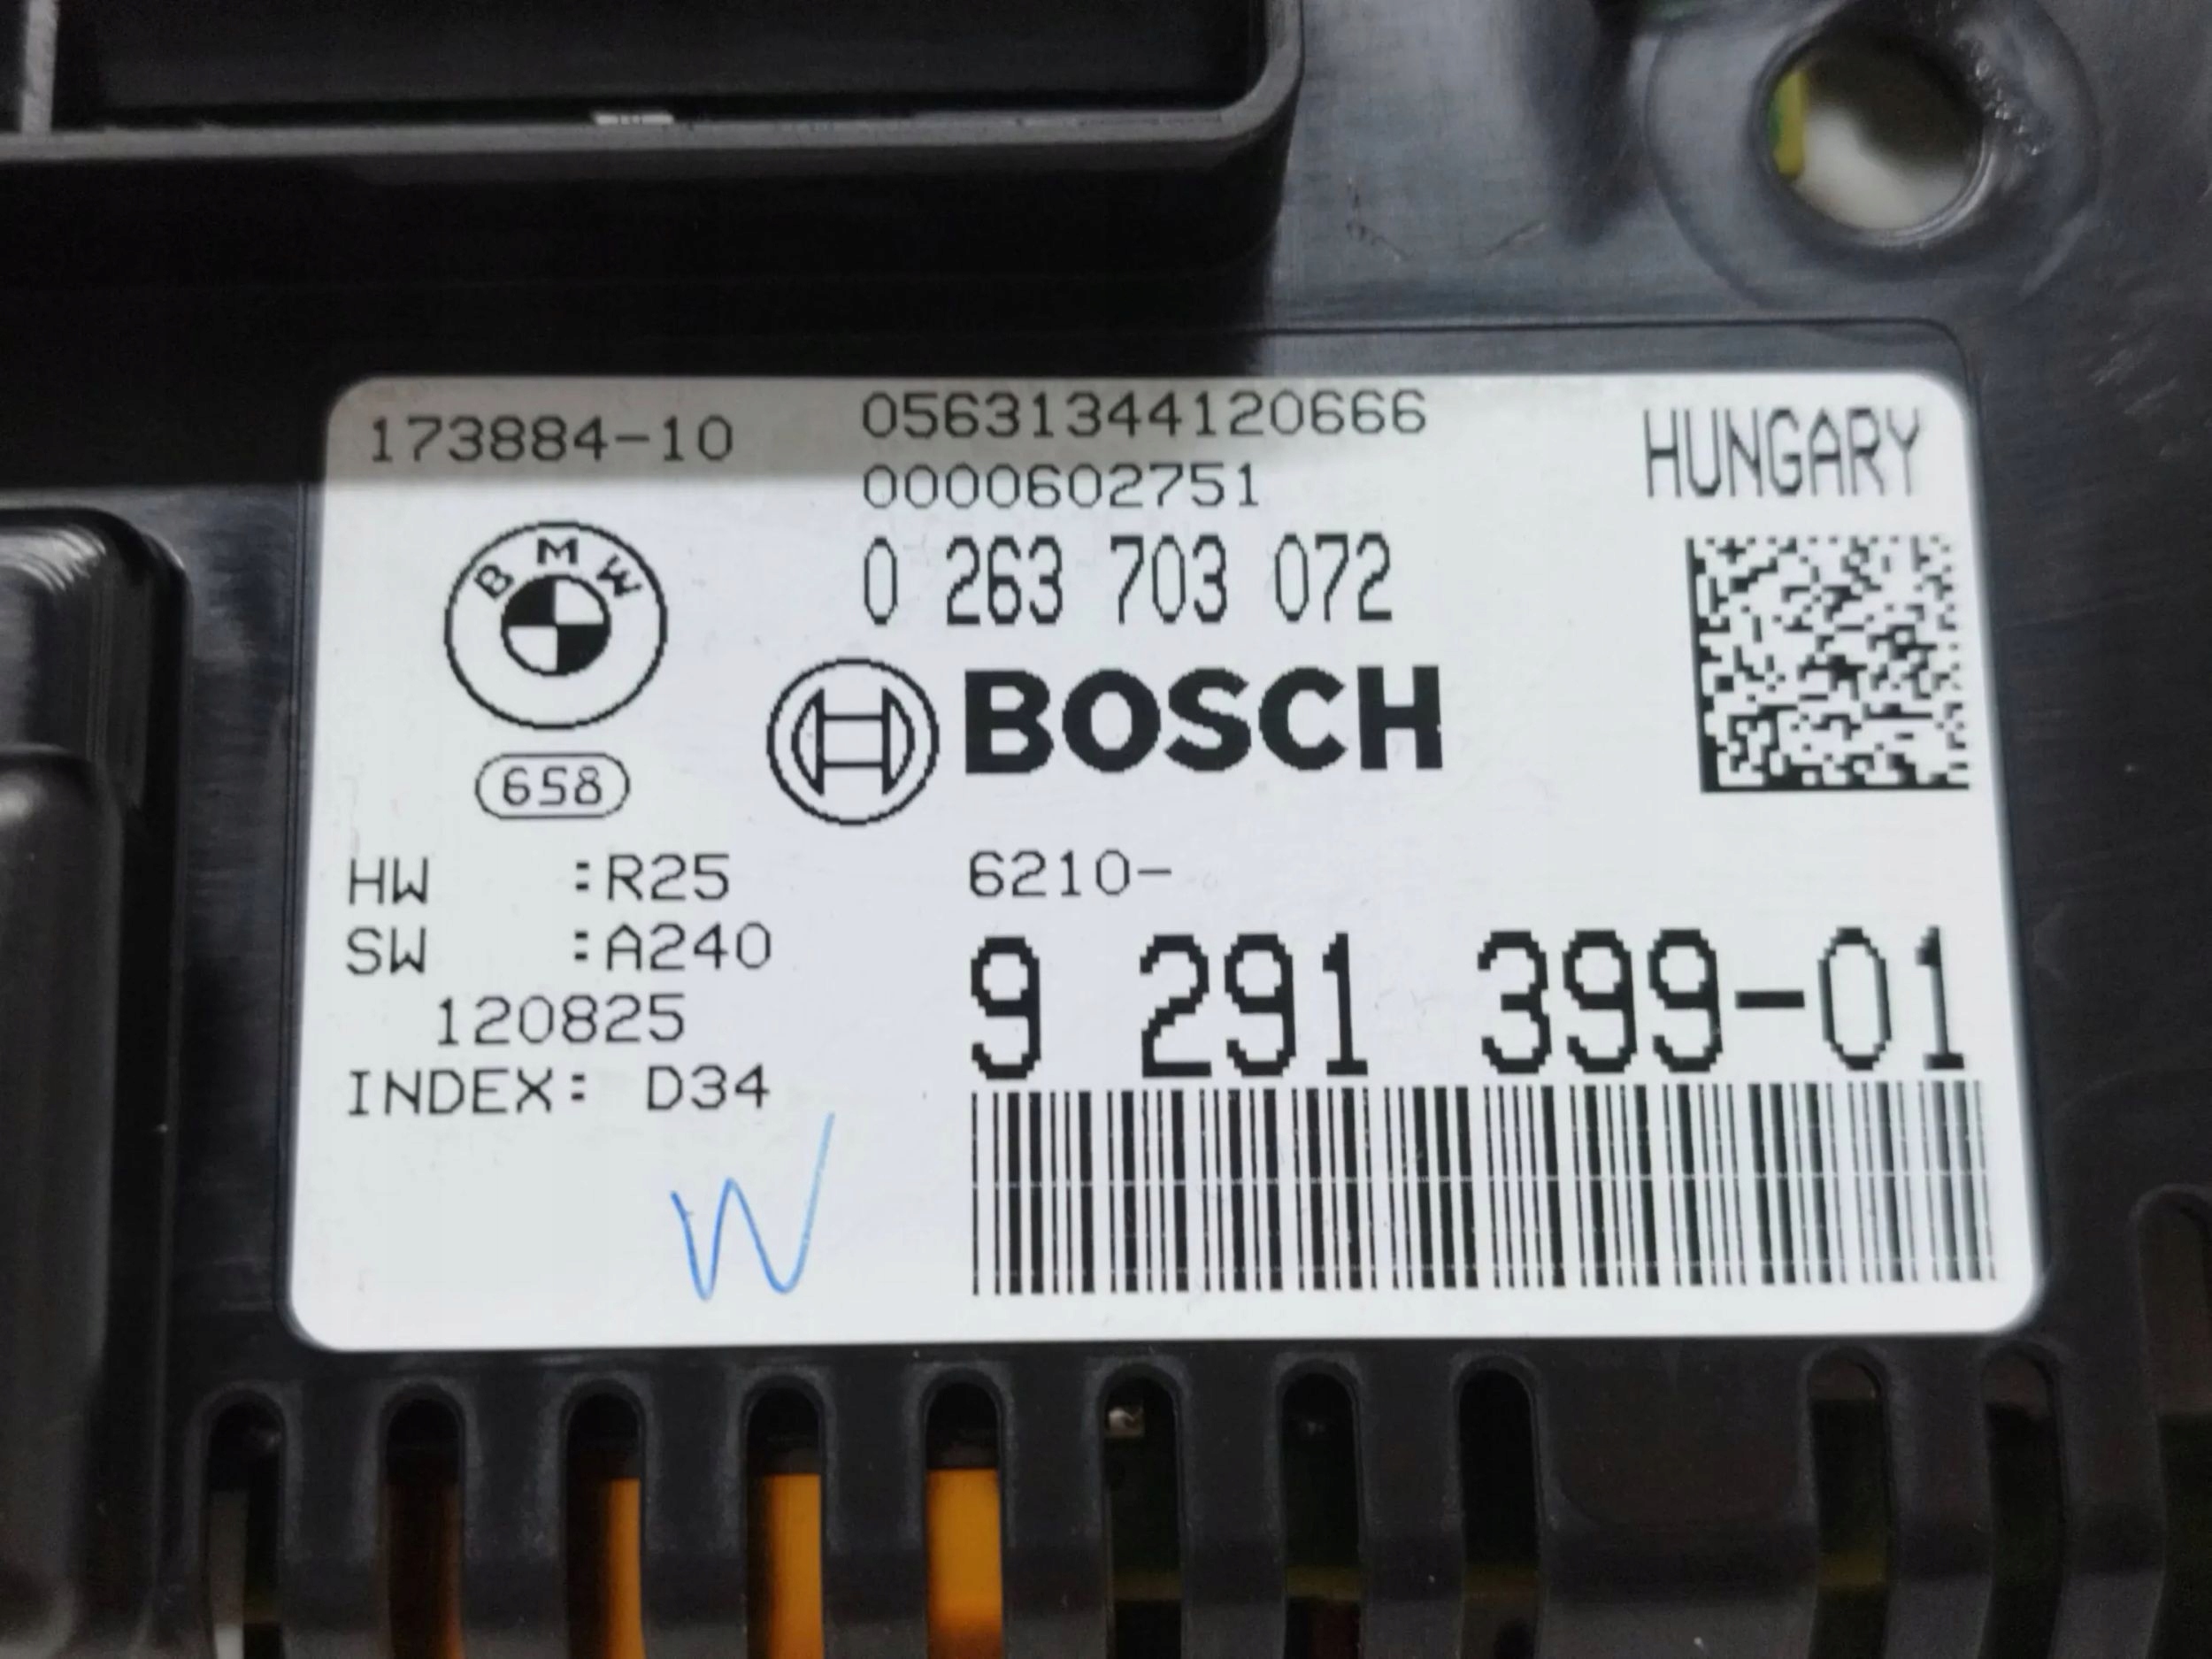 173884-10
05631344120666
0000602751
HUNGARY
0 263 703 072
BMW
BOSCH
658
HW :R25
6210-
SW :A240
9 291 399-01
120825
INDEX: D34
W